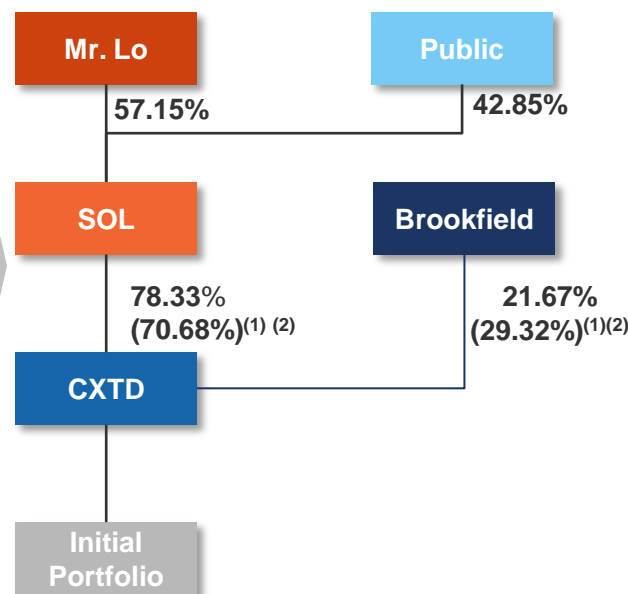 Mr. Lo
Public
57.15%
42.85%
SOL
Brookfield
78.33%
(70.68%)(1) (2)
21.67%
(29.32%)(1)(2)
CXTD
Initial
Portfolio